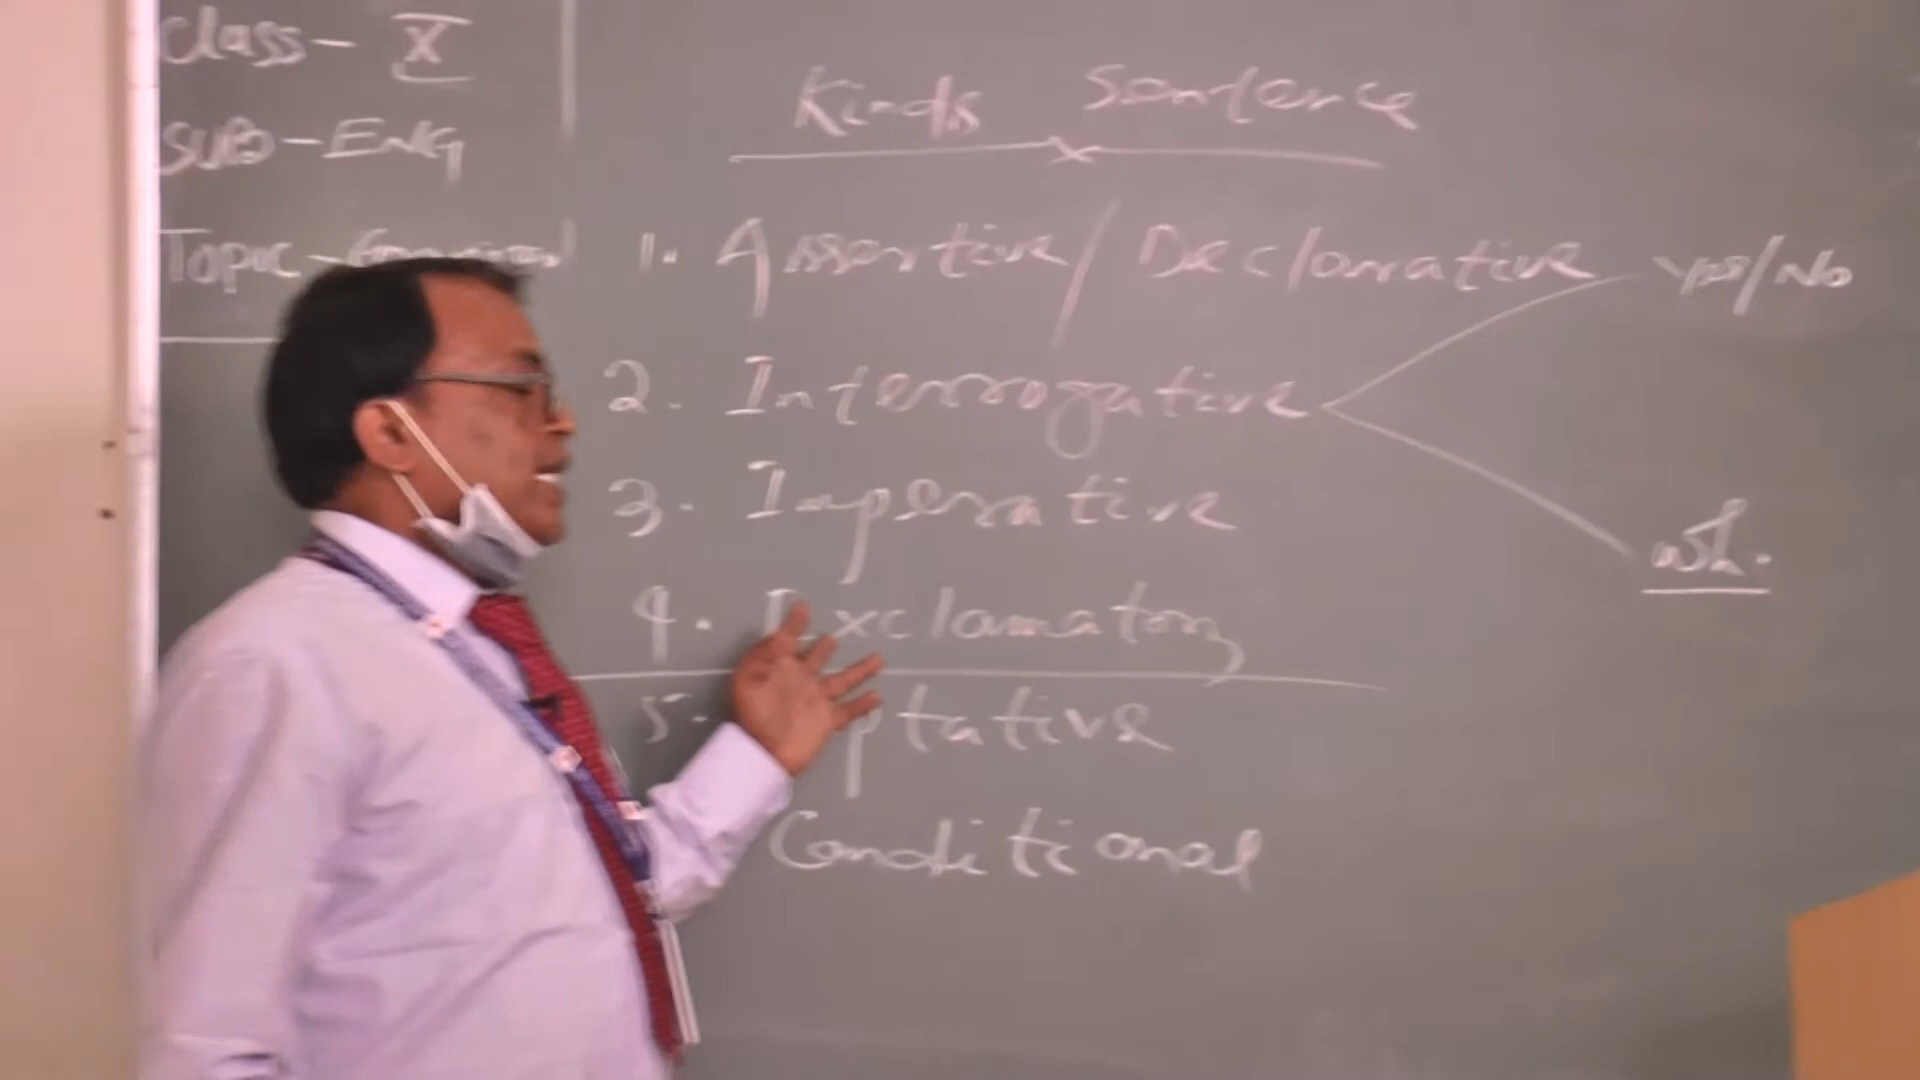 Class- X
SUB-ENG
Topic-
Kinds Sentence
1. Assertive/Declarative
Yes/No
2. Interrogative
3. Imperative
Wh.
4. Exclamatory
5. ptative
Conditional